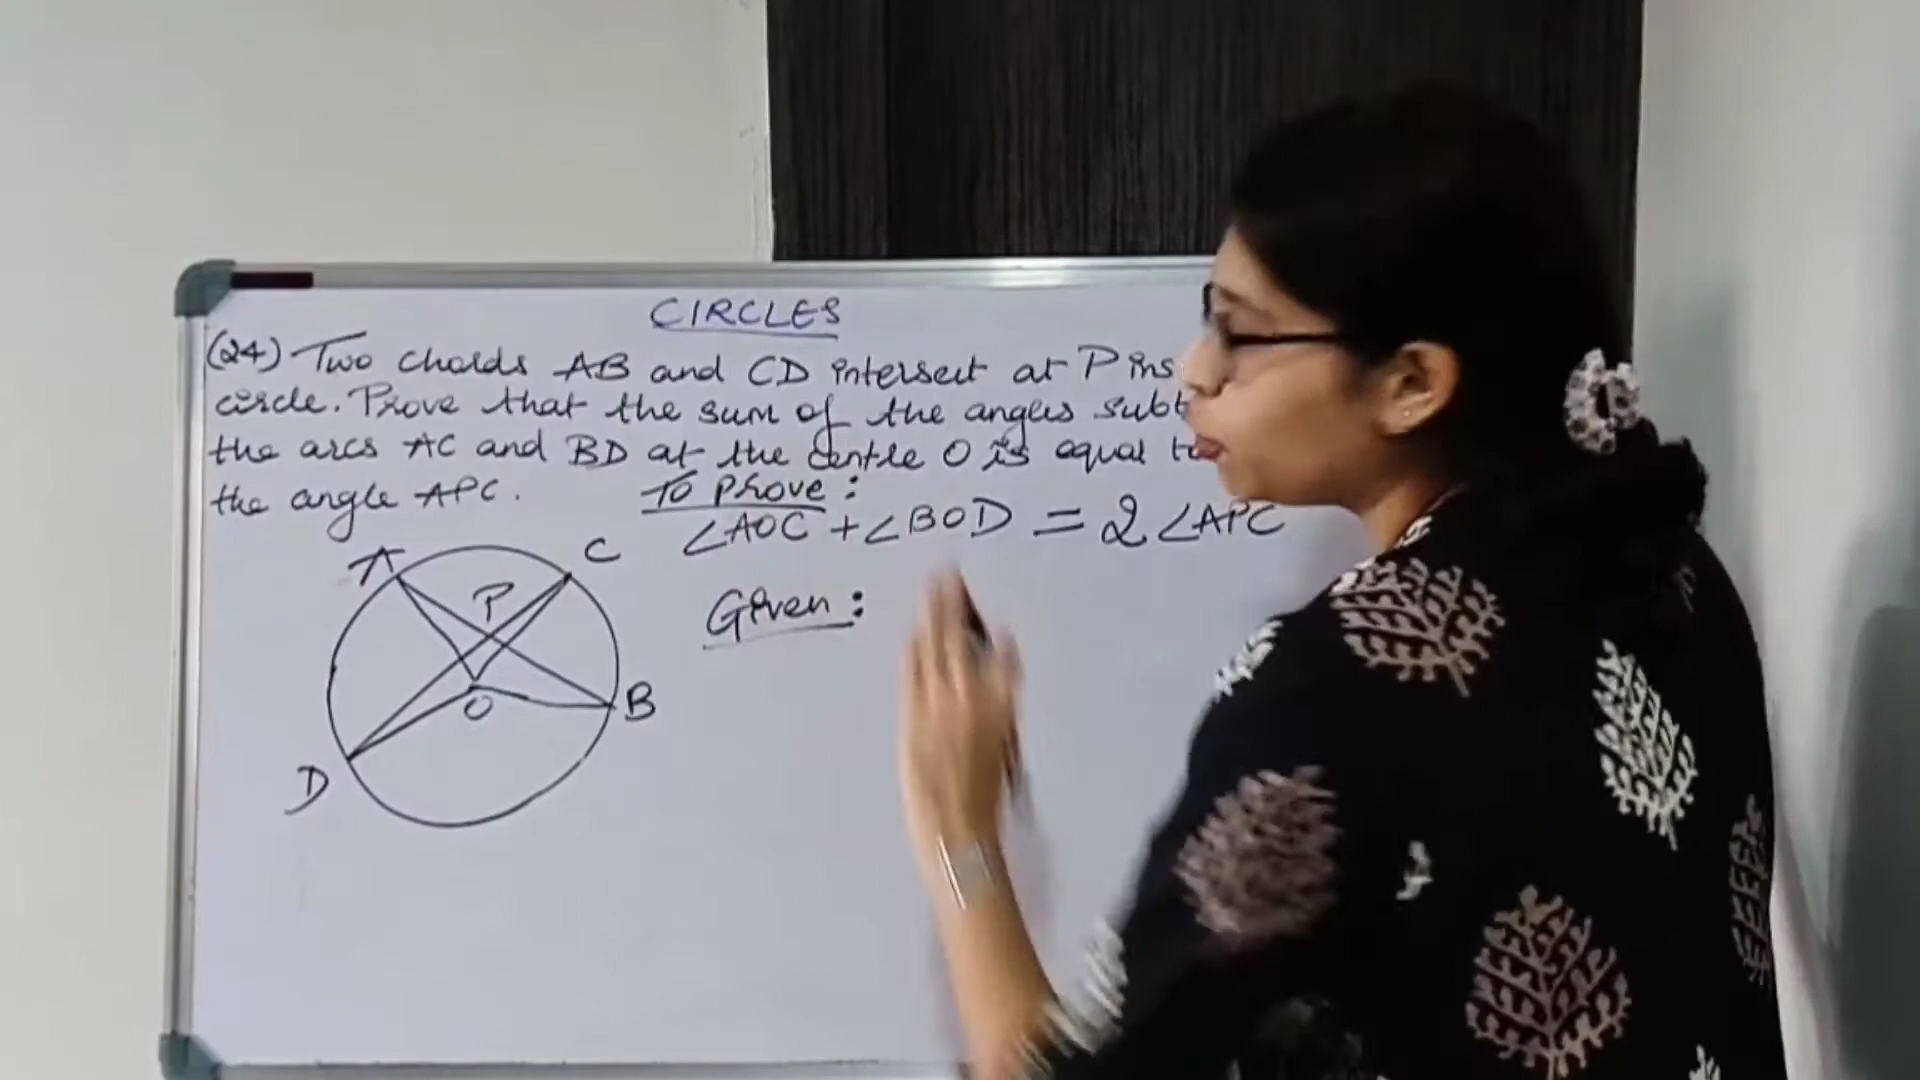 CIRCLES
(24) Two chords AB and CD intersect at P ins
circle. Prove that the sum of the angles subt
the arcs AC and BD at the centre O is equal to
the angle APC.
To prove:
∠AOC + ∠BOD = 2 ∠APC
Given:
A
C
P
O
B
D